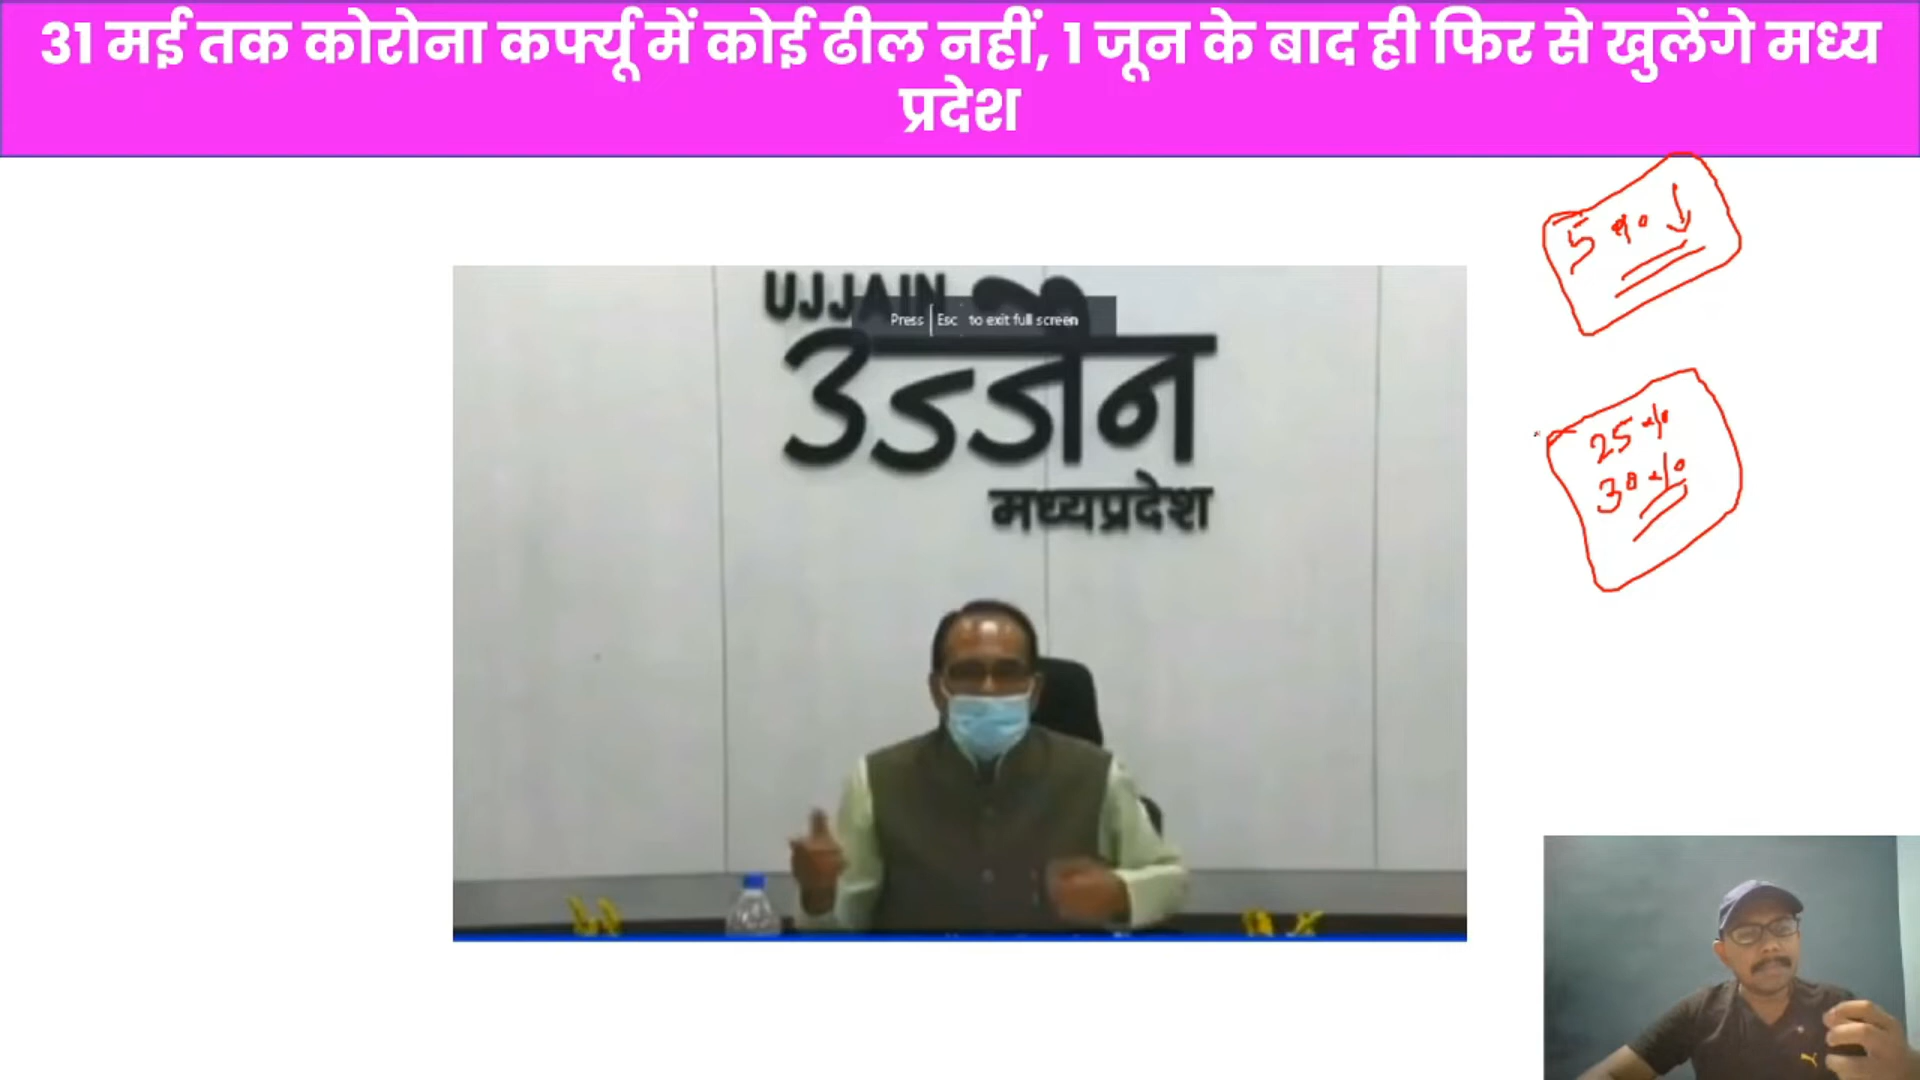 31 मई तक कोरोना कर्फ्यू में कोई ढील नहीं, 1 जून के बाद ही फिर से खुलेंगे मध्य
प्रदेश
5 % ↓
UJJAIN
Press Esc to exit full screen
उज्जैन
मध्यप्रदेश
25 %
30 %